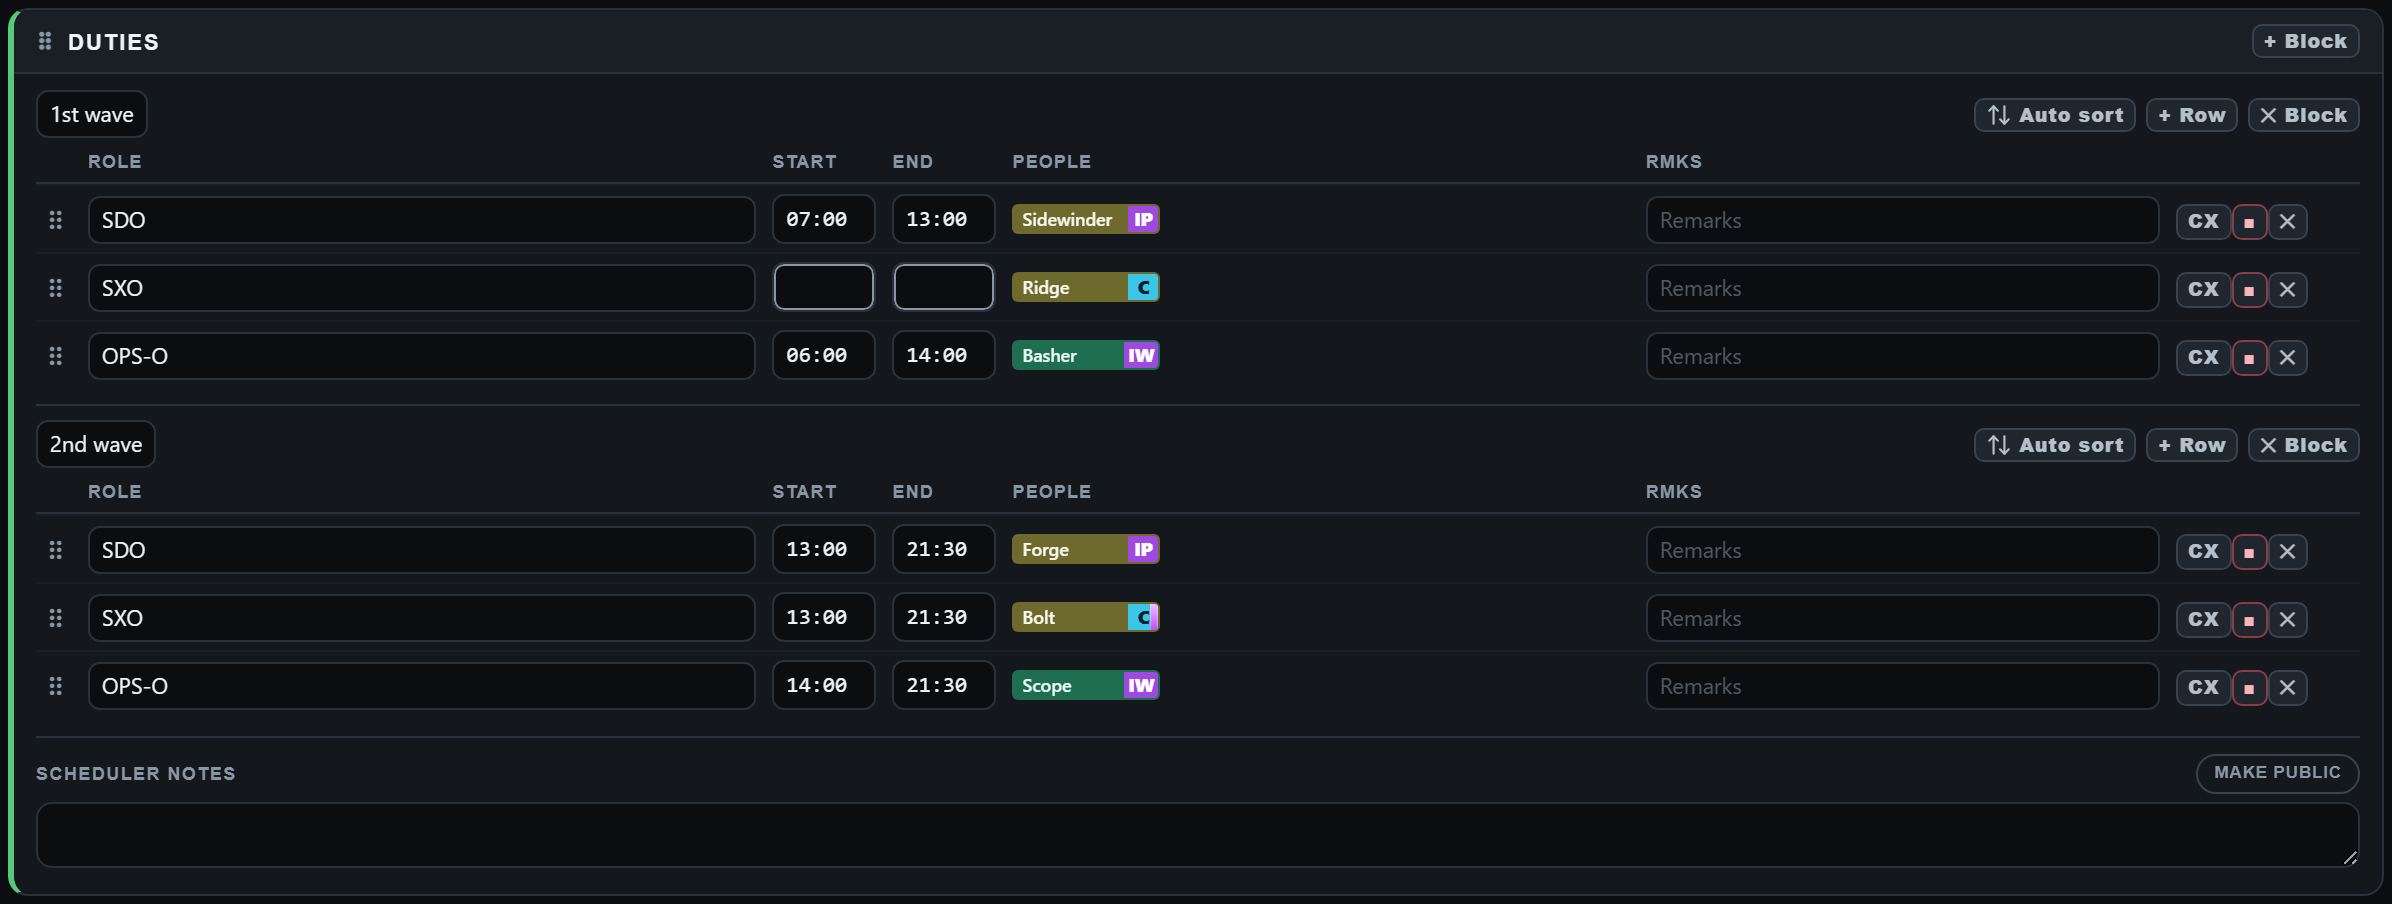 DUTIES + Block
1st wave Auto sort + Row × Block
ROLE START END PEOPLE RMKS
SDO 07:00 13:00 Sidewinder IP Remarks CX ×
SXO Ridge C Remarks CX ×
OPS-O 06:00 14:00 Basher IW Remarks CX ×
2nd wave Auto sort + Row × Block
ROLE START END PEOPLE RMKS
SDO 13:00 21:30 Forge IP Remarks CX ×
SXO 13:00 21:30 Bolt C Remarks CX ×
OPS-O 14:00 21:30 Scope IW Remarks CX ×
SCHEDULER NOTES MAKE PUBLIC